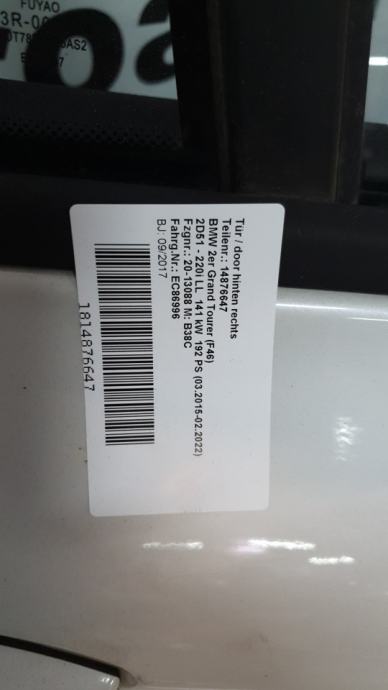 FUYAO
Tür / door hinten rechts
Teilenr.: 14876647
BMW 2er Grand Tourer (F46)
2D51 - 220i LL 141 kW 192 PS (03.2015-02.2022)
Fzgnr.: 20-13088 M: B38C
Fahrg.Nr.: EC86996
BJ: 09/2017
1814876647